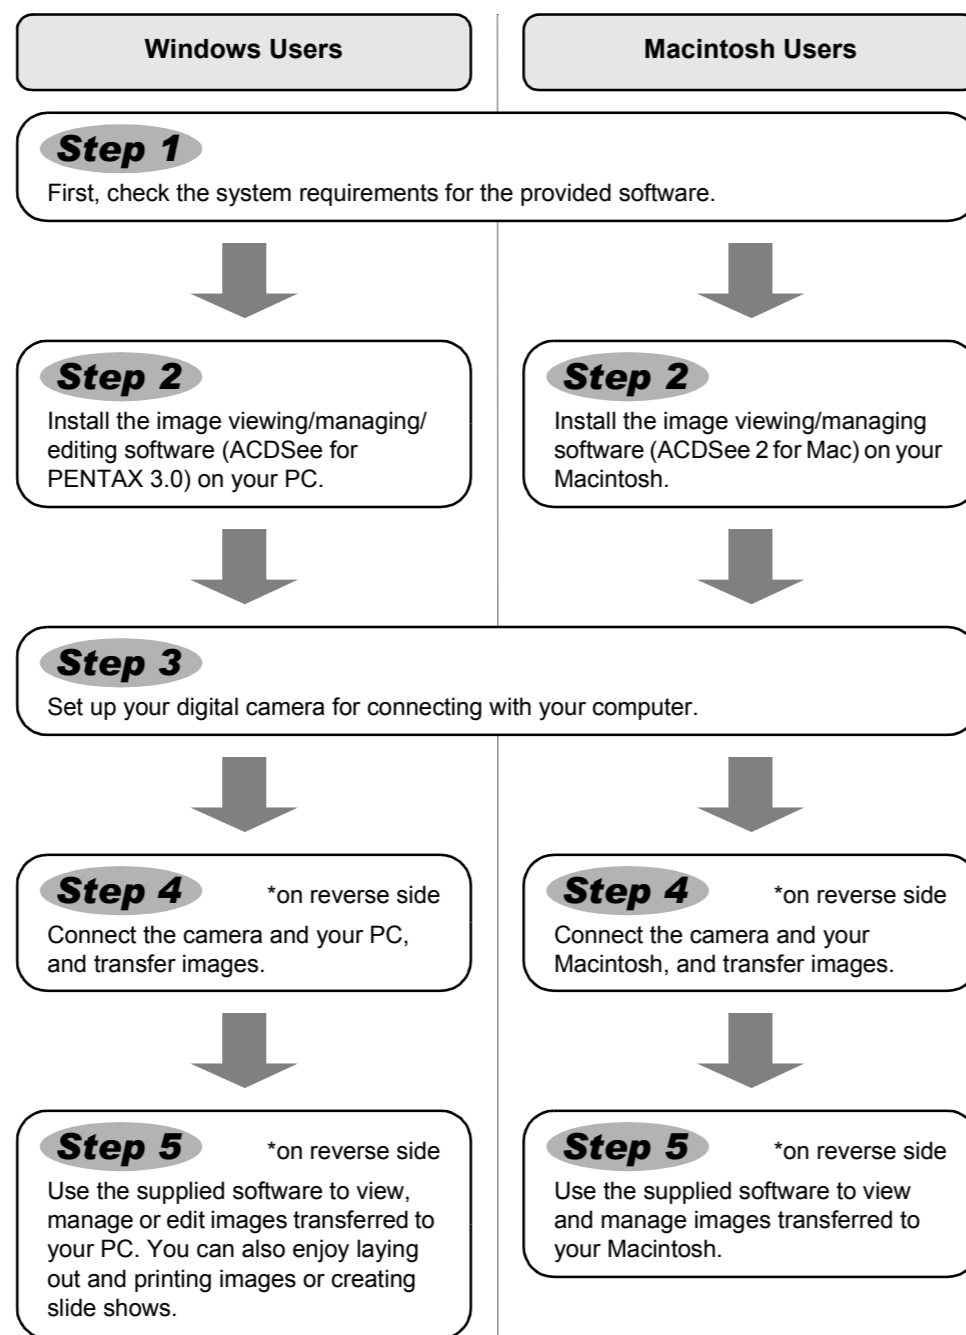 Windows Users
Macintosh Users
Step 1
First, check the system requirements for the provided software.
Step 2
Install the image viewing/managing/
editing software (ACDSee for
PENTAX 3.0) on your PC.
Step 2
Install the image viewing/managing
software (ACDSee 2 for Mac) on your
Macintosh.
Step 3
Set up your digital camera for connecting with your computer.
Step 4 *on reverse side
Connect the camera and your PC,
and transfer images.
Step 4 *on reverse side
Connect the camera and your
Macintosh, and transfer images.
Step 5 *on reverse side
Use the supplied software to view,
manage or edit images transferred to
your PC. You can also enjoy laying
out and printing images or creating
slide shows.
Step 5 *on reverse side
Use the supplied software to view
and manage images transferred to
your Macintosh.